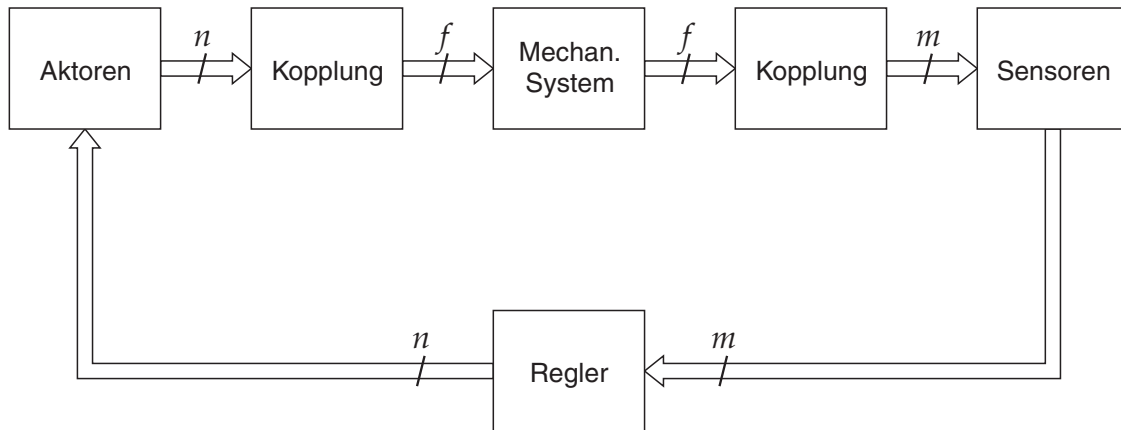 n
f
f
m
Aktoren
Kopplung
Mechan.
System
Kopplung
Sensoren
n
m
Regler